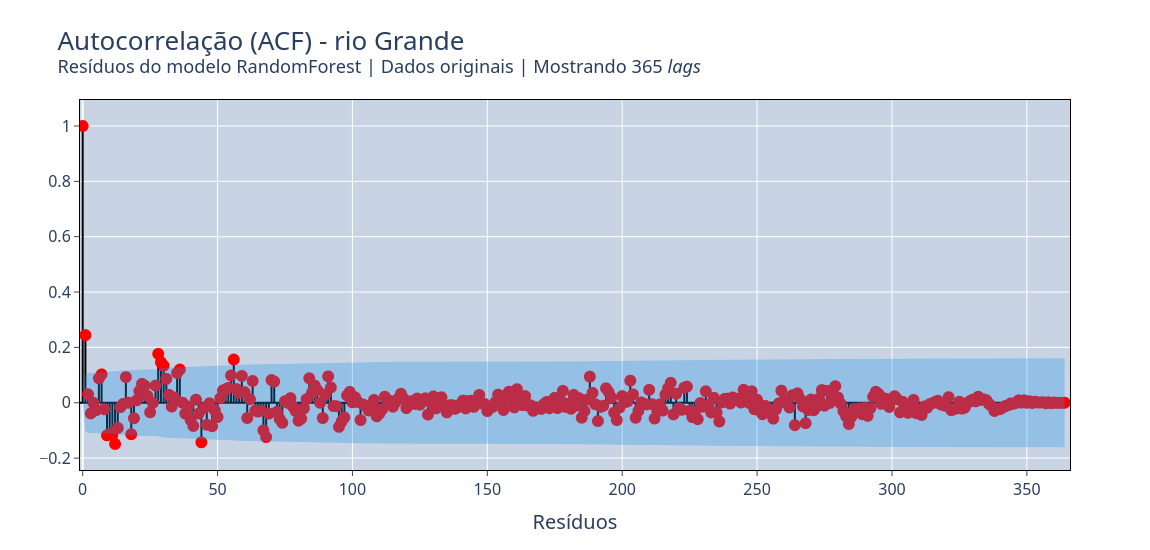 Autocorrelação (ACF) - rio Grande
Resíduos do modelo RandomForest | Dados originais | Mostrando 365 lags
1
0.8
0.6
0.4
0.2
0
−0.2
0 50 100 150 200 250 300 350
Resíduos